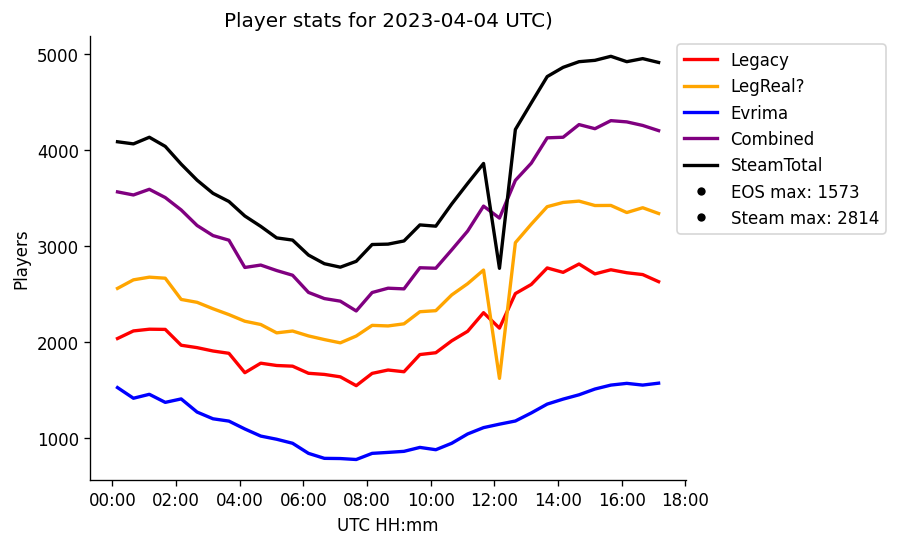 Player stats for 2023-04-04 UTC)
Players
5000
4000
3000
2000
1000
00:00 02:00 04:00 06:00 08:00 10:00 12:00 14:00 16:00 18:00
UTC HH:mm
Legacy
LegReal?
Evrima
Combined
SteamTotal
EOS max: 1573
Steam max: 2814